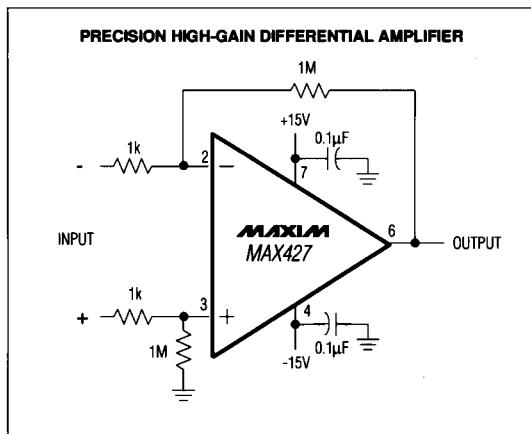 PRECISION HIGH-GAIN DIFFERENTIAL AMPLIFIER
1M
+15V
0.1µF
1k
2
7
-
−
MAXIM
MAX427
6
INPUT
OUTPUT
1k
3
+
+
4
1M
0.1µF
-15V